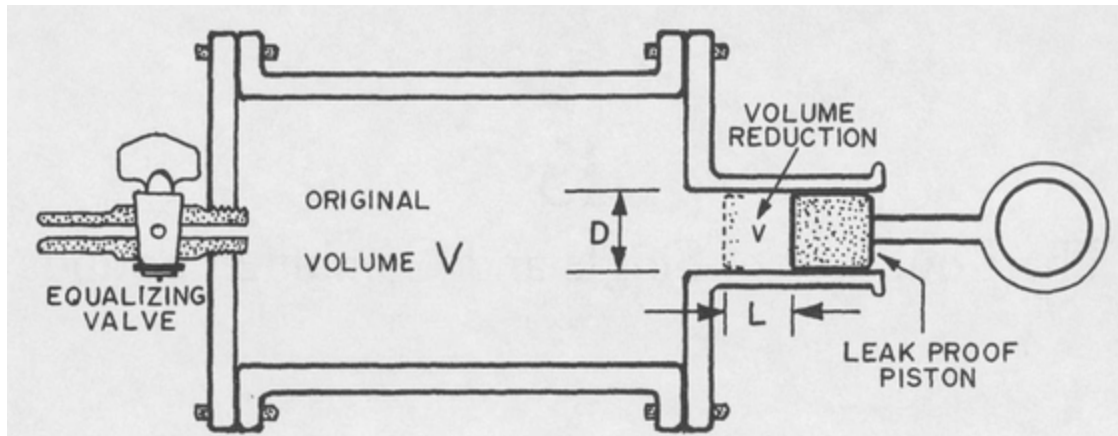 VOLUME
REDUCTION
ORIGINAL
D
v
VOLUME V
EQUALIZING
VALVE
L
LEAK PROOF
PISTON